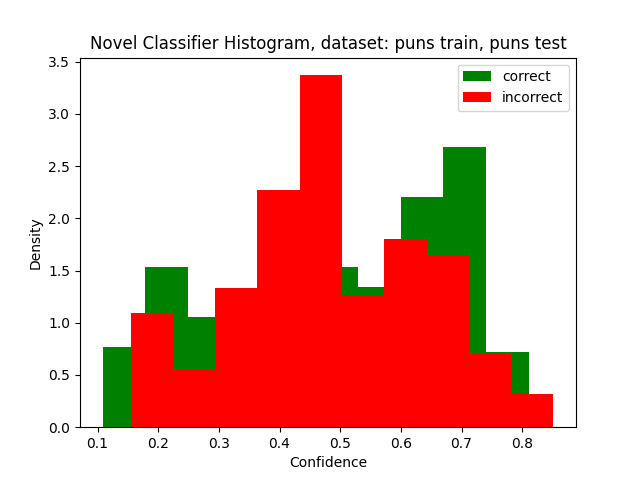 Novel Classifier Histogram, dataset: puns train, puns test
correct
incorrect
3.5
3.0
2.5
2.0
1.5
1.0
0.5
0.0
Density
0.1 0.2 0.3 0.4 0.5 0.6 0.7 0.8
Confidence